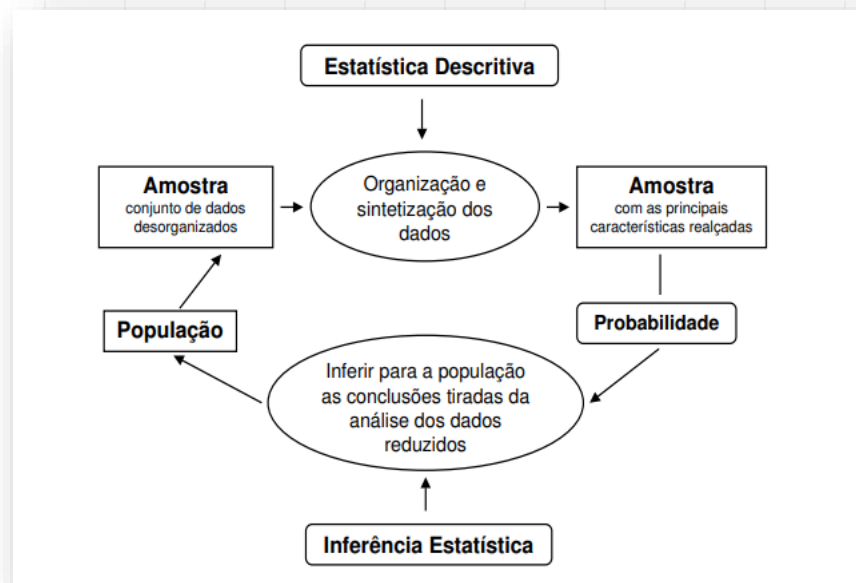 Estatística Descritiva
Amostra
conjunto de dados
desorganizados
Organização e
sintetização dos
dados
Amostra
com as principais
características realçadas
População
Probabilidade
Inferir para a população
as conclusões tiradas da
análise dos dados
reduzidos
Inferência Estatística